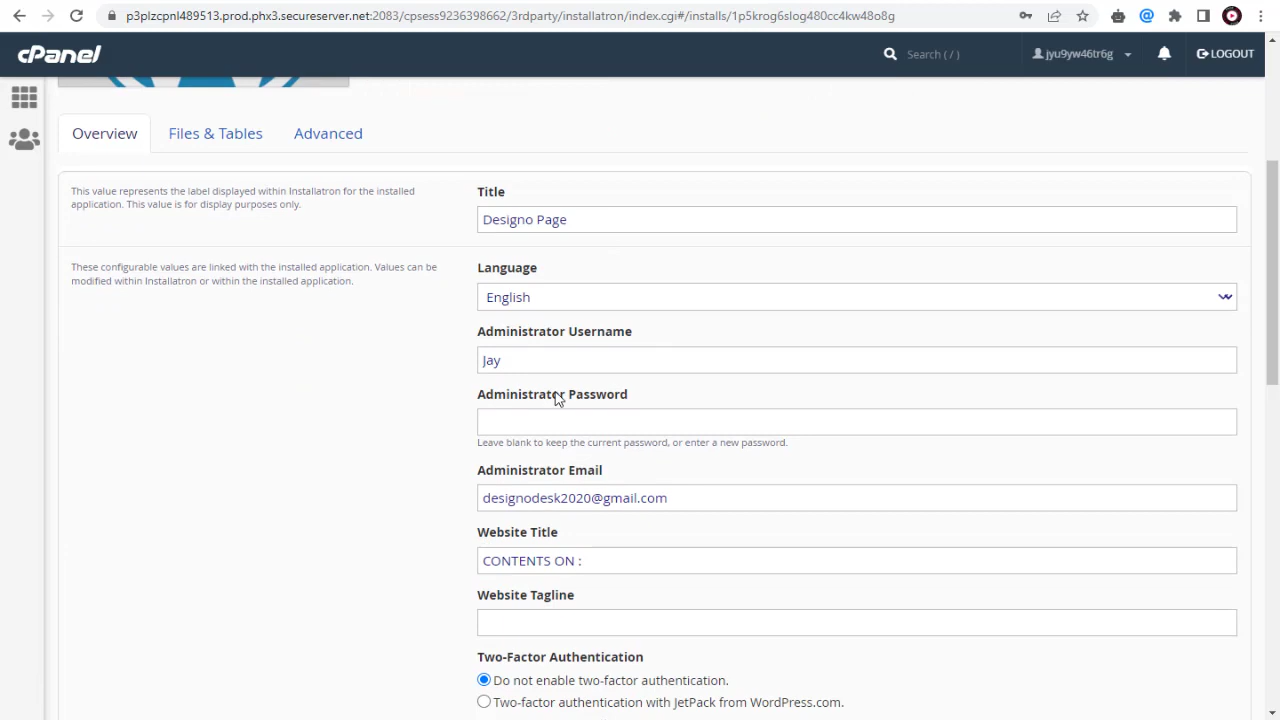 p3plzcpnl489513.prod.phx3.secureserver.net:2083/cpsess9236396662/3rdparty/installatron/index.cgi#/installs/1p5krog6slog480cc4kw48o8g
cPanel
Search ( / )
jyu9yw46tr6g
LOGOUT
Overview
Files & Tables
Advanced
This value represents the label displayed within Installatron for the installed
application. This value is for display purposes only.
Title
Designo Page
These configurable values are linked with the installed application. Values can be
modified within Installatron or within the installed application.
Language
English
Administrator Username
Jay
Administrator Password
Leave blank to keep the current password, or enter a new password.
Administrator Email
designodesk2020@gmail.com
Website Title
CONTENTS ON :
Website Tagline
Two-Factor Authentication
Do not enable two-factor authentication.
Two-factor authentication with JetPack from WordPress.com.